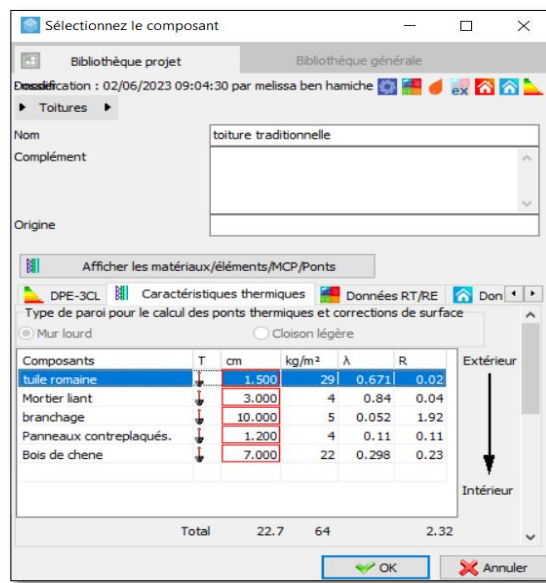 Sélectionnez le composant
Bibliothèque projet Bibliothèque générale
fication : 02/06/2023 09:04:30 par melissa ben hamiche
Toitures
Nom toiture traditionnelle
Complément
Origine
Afficher les matériaux/éléments/MCP/Ponts
DPE-3CL Caractéristiques thermiques Données RT/RE Don
Type de paroi pour le calcul des ponts thermiques et corrections de surface
Mur lourd Cloison légère
Composants T cm kg/m² λ R Extérieur
tuile romaine 1.500 29 0.671 0.02
Mortier liant 3.000 4 0.84 0.04
branchage 10.000 5 0.052 1.92
Panneaux contreplaqués. 1.200 4 0.11 0.11
Bois de chene 7.000 22 0.298 0.23
Intérieur
Total 22.7 64 2.32
OK Annuler